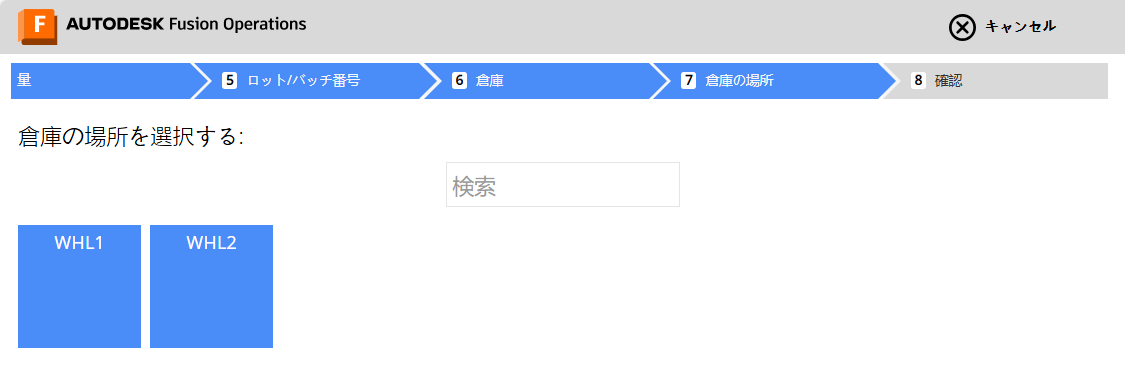 F AUTODESK Fusion Operations キャンセル
量 5 ロット/バッチ番号 6 倉庫 7 倉庫の場所 8 確認
倉庫の場所を選択する:
検索
WHL1 WHL2